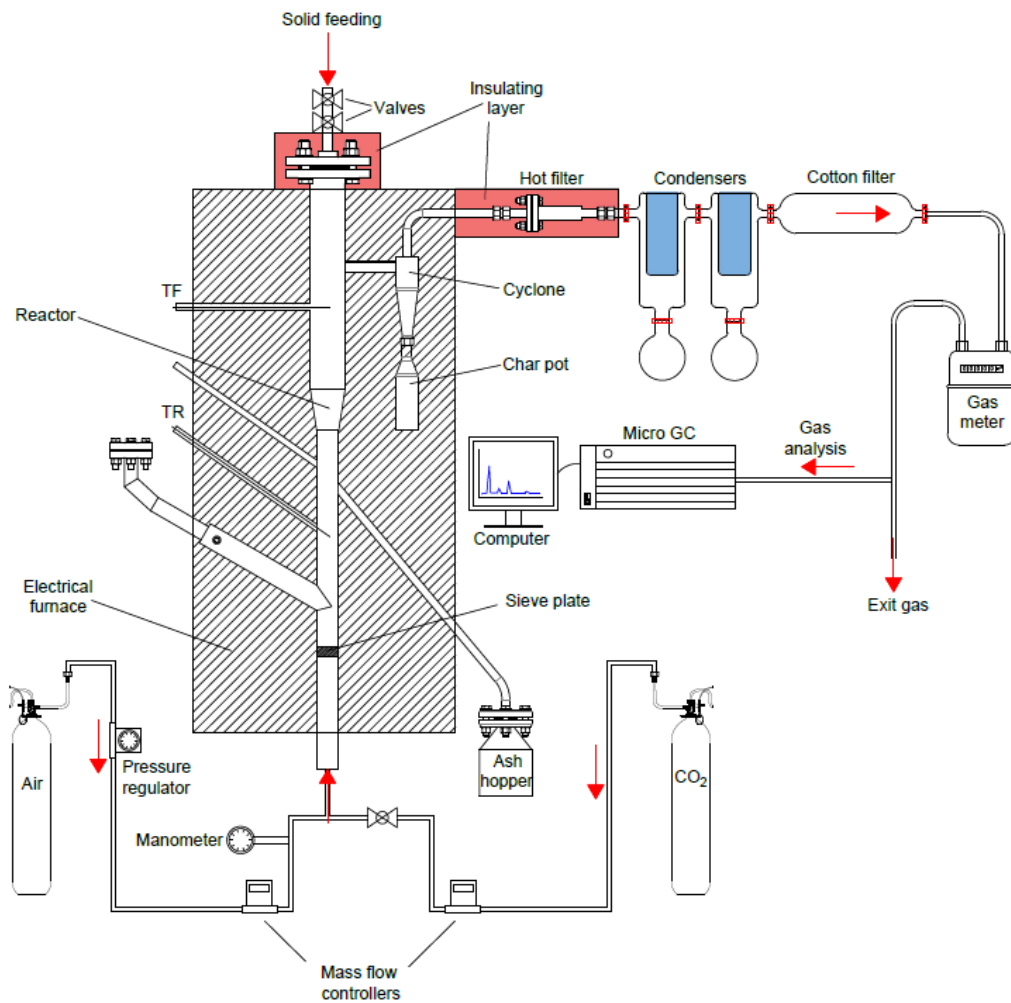 Solid feeding
Valves
Insulating
layer
Hot filter
Condensers
Cotton filter
TF
Cyclone
Reactor
Char pot
TR
Gas
meter
Micro GC
Gas
analysis
Computer
Electrical
furnace
Sieve plate
Exit gas
Air
Pressure
regulator
Ash
hopper
CO₂
Manometer
Mass flow
controllers